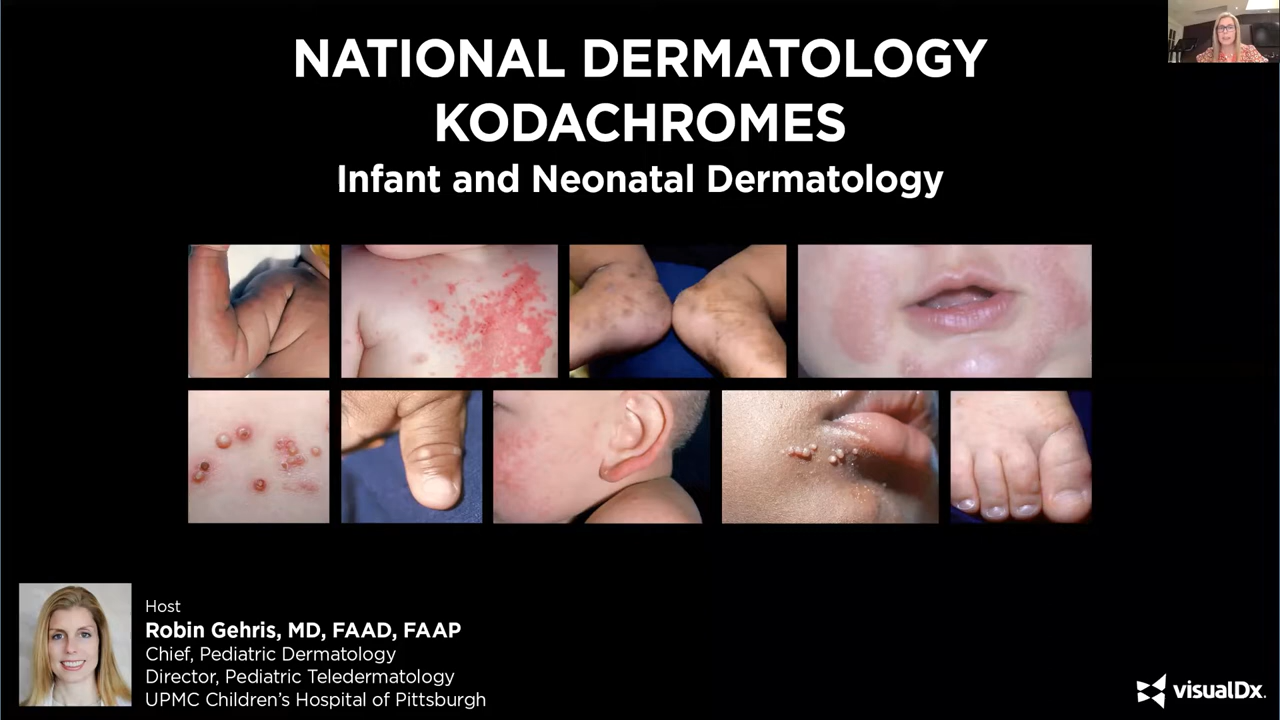 NATIONAL DERMATOLOGY
KODACHROMES
Infant and Neonatal Dermatology
Host
Robin Gehris, MD, FAAD, FAAP
Chief, Pediatric Dermatology
Director, Pediatric Teledermatology
UPMC Children's Hospital of Pittsburgh
visualDx.